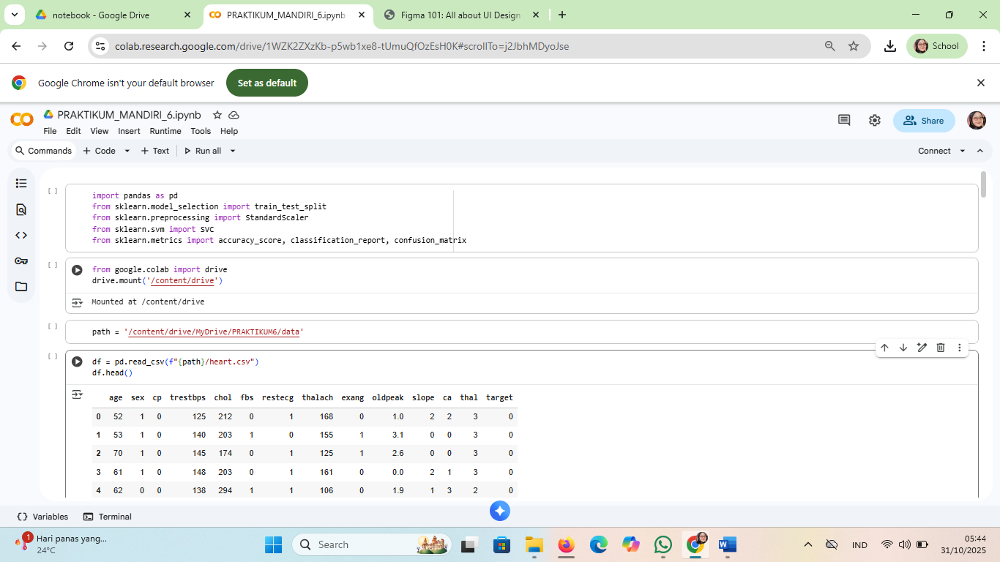 notebook - Google Drive
PRAKTIKUM_MANDIRI_6.ipynb
Figma 101: All about UI Design
colab.research.google.com/drive/1WZK2ZXzKb-p5wb1xe8-tUmuQfOzEsH0K#scrollTo=j2JbhMDyoJse
School
Google Chrome isn't your default browser
Set as default
CO
PRAKTIKUM_MANDIRI_6.ipynb
File Edit View Insert Runtime Tools Help
Share
Commands + Code + Text Run all
Connect
[ ]
import pandas as pd
from sklearn.model_selection import train_test_split
from sklearn.preprocessing import StandardScaler
from sklearn.svm import SVC
from sklearn.metrics import accuracy_score, classification_report, confusion_matrix
[ ]
from google.colab import drive
drive.mount('/content/drive')
Mounted at /content/drive
[ ]
path = '/content/drive/MyDrive/PRAKTIKUM6/data'
[ ]
df = pd.read_csv(f"{path}/heart.csv")
df.head()
age sex cp trestbps chol fbs restecg thalach exang oldpeak slope ca thal target
0 52 1 0 125 212 0 1 168 0 1.0 2 2 3 0
1 53 1 0 140 203 1 0 155 1 3.1 0 0 3 0
2 70 1 0 145 174 0 1 125 1 2.6 0 0 3 0
3 61 1 0 148 203 0 1 161 0 0.0 2 1 3 0
4 62 0 0 138 294 1 1 106 0 1.9 1 3 2 0
Variables Terminal
1
Hari panas yang...
24°C
Search
IND
05:44
31/10/2025